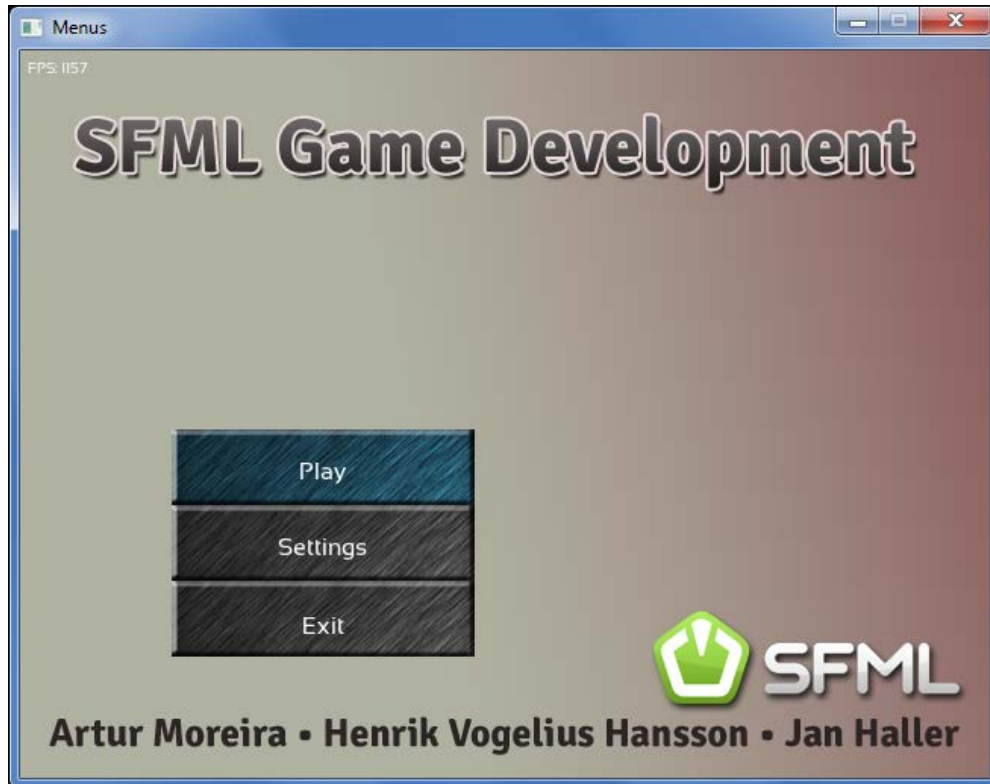 Menus
FPS: 1157
SFML Game Development
Play
Settings
Exit
SFML
Artur Moreira • Henrik Vogelius Hansson • Jan Haller